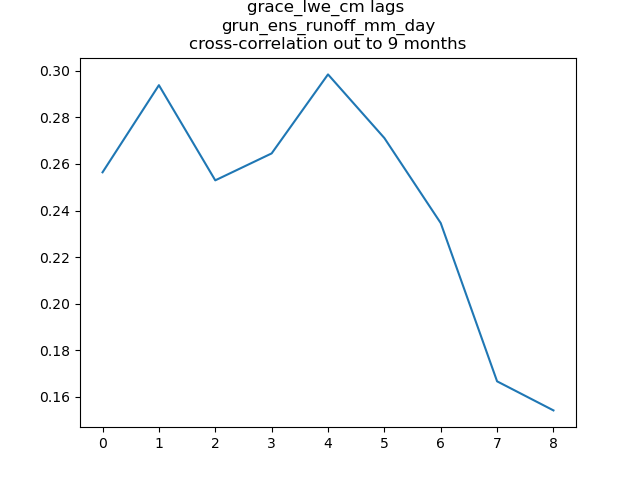 grace_lwe_cm lags
grun_ens_runoff_mm_day
cross-correlation out to 9 months
0.30
0.28
0.26
0.24
0.22
0.20
0.18
0.16
0 1 2 3 4 5 6 7 8